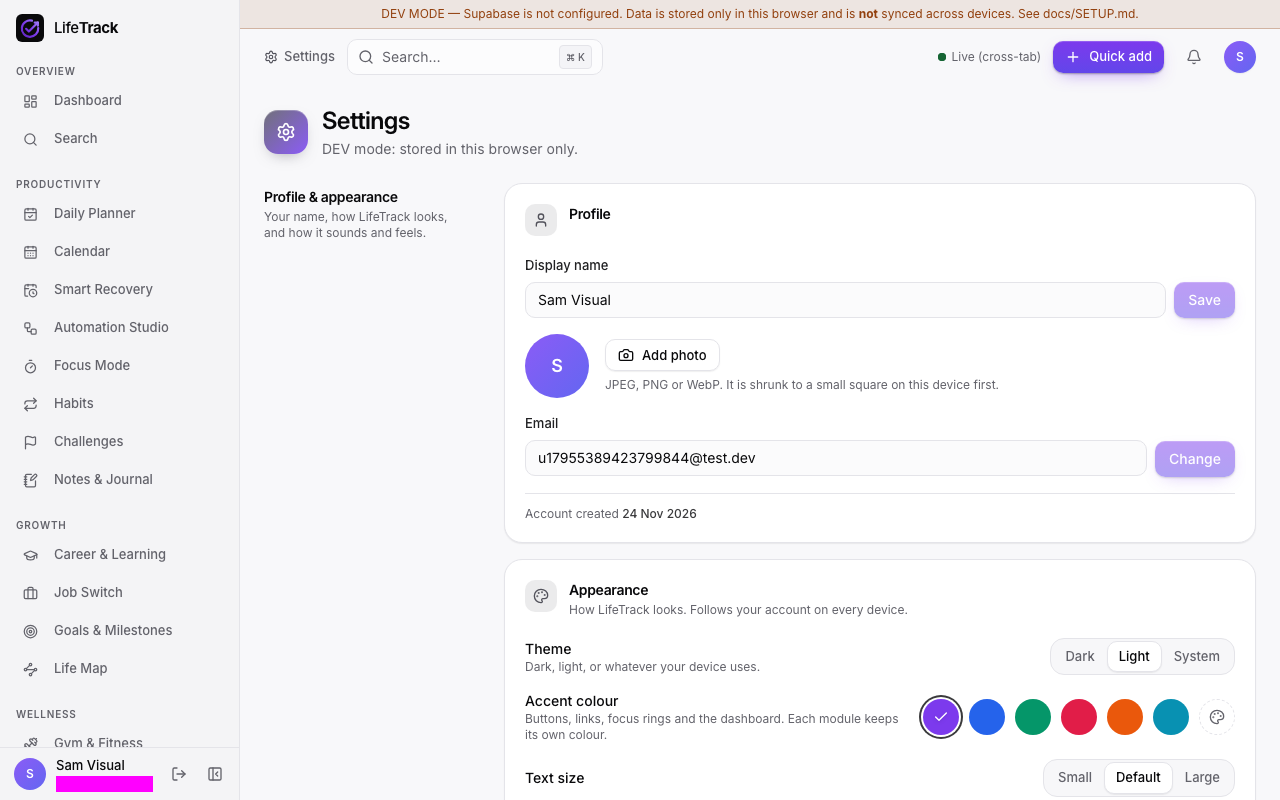 LifeTrack
OVERVIEW
Dashboard
Search
PRODUCTIVITY
Daily Planner
Calendar
Smart Recovery
Automation Studio
Focus Mode
Habits
Challenges
Notes & Journal
GROWTH
Career & Learning
Job Switch
Goals & Milestones
Life Map
WELLNESS
Gym & Fitness
S
Sam Visual
DEV MODE — Supabase is not configured. Data is stored only in this browser and is not synced across devices. See docs/SETUP.md.
Settings
Search...
⌘ K
Live (cross-tab)
Quick add
S
Settings
DEV mode: stored in this browser only.
Profile & appearance
Your name, how LifeTrack looks,
and how it sounds and feels.
Profile
Display name
Sam Visual
Save
S
Add photo
JPEG, PNG or WebP. It is shrunk to a small square on this device first.
Email
u17955389423799844@test.dev
Change
Account created 24 Nov 2026
Appearance
How LifeTrack looks. Follows your account on every device.
Theme
Dark, light, or whatever your device uses.
Dark
Light
System
Accent colour
Buttons, links, focus rings and the dashboard. Each module keeps
its own colour.
Text size
Small
Default
Large